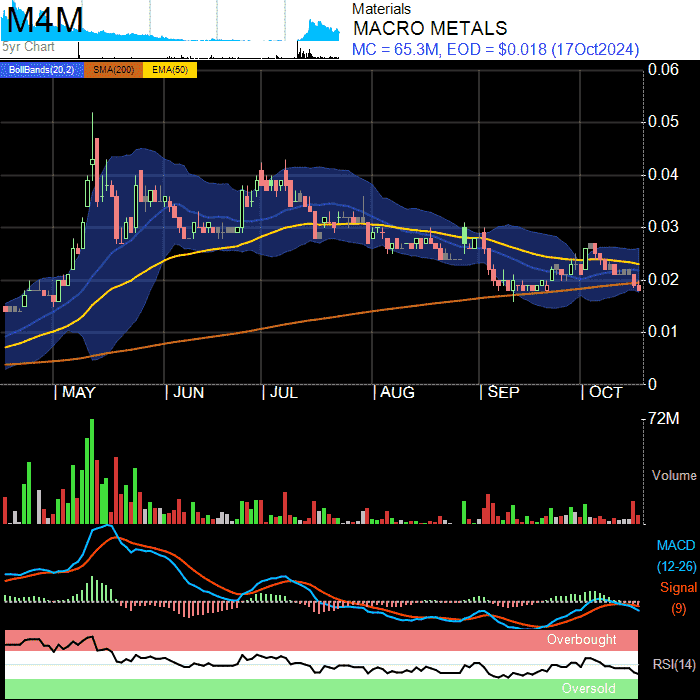 M4M
5yr Chart
Materials
MACRO METALS
MC = 65.3M, EOD = $0.018 (17Oct2024)
BollBands(20,2) SMA(200) EMA(50)
0.06
0.05
0.04
0.03
0.02
0.01
0
MAY JUN JUL AUG SEP OCT
72M
Volume
MACD
(12-26)
Signal
(9)
Overbought
RSI(14)
Oversold